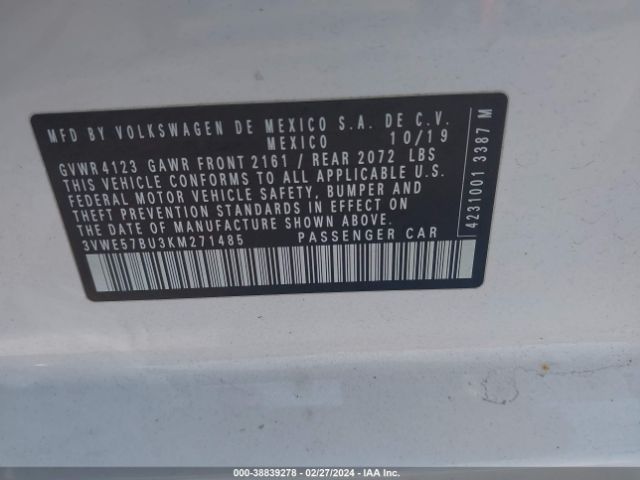 MFD BY VOLKSWAGEN DE MEXICO S.A. DE C.V.
MEXICO 10/19
GVWR 4123 GAWR FRONT 2161 / REAR 2072 LBS
THIS VEHICLE CONFORMS TO ALL APPLICABLE U.S.
FEDERAL MOTOR VEHICLE SAFETY, BUMPER AND
THEFT PREVENTION STANDARDS IN EFFECT ON
THE DATE OF MANUFACTURE SHOWN ABOVE.
3VWE57BU3KM271485 PASSENGER CAR
4231001 3387 M
000-38839278 - 02/27/2024 - IAAI.COM